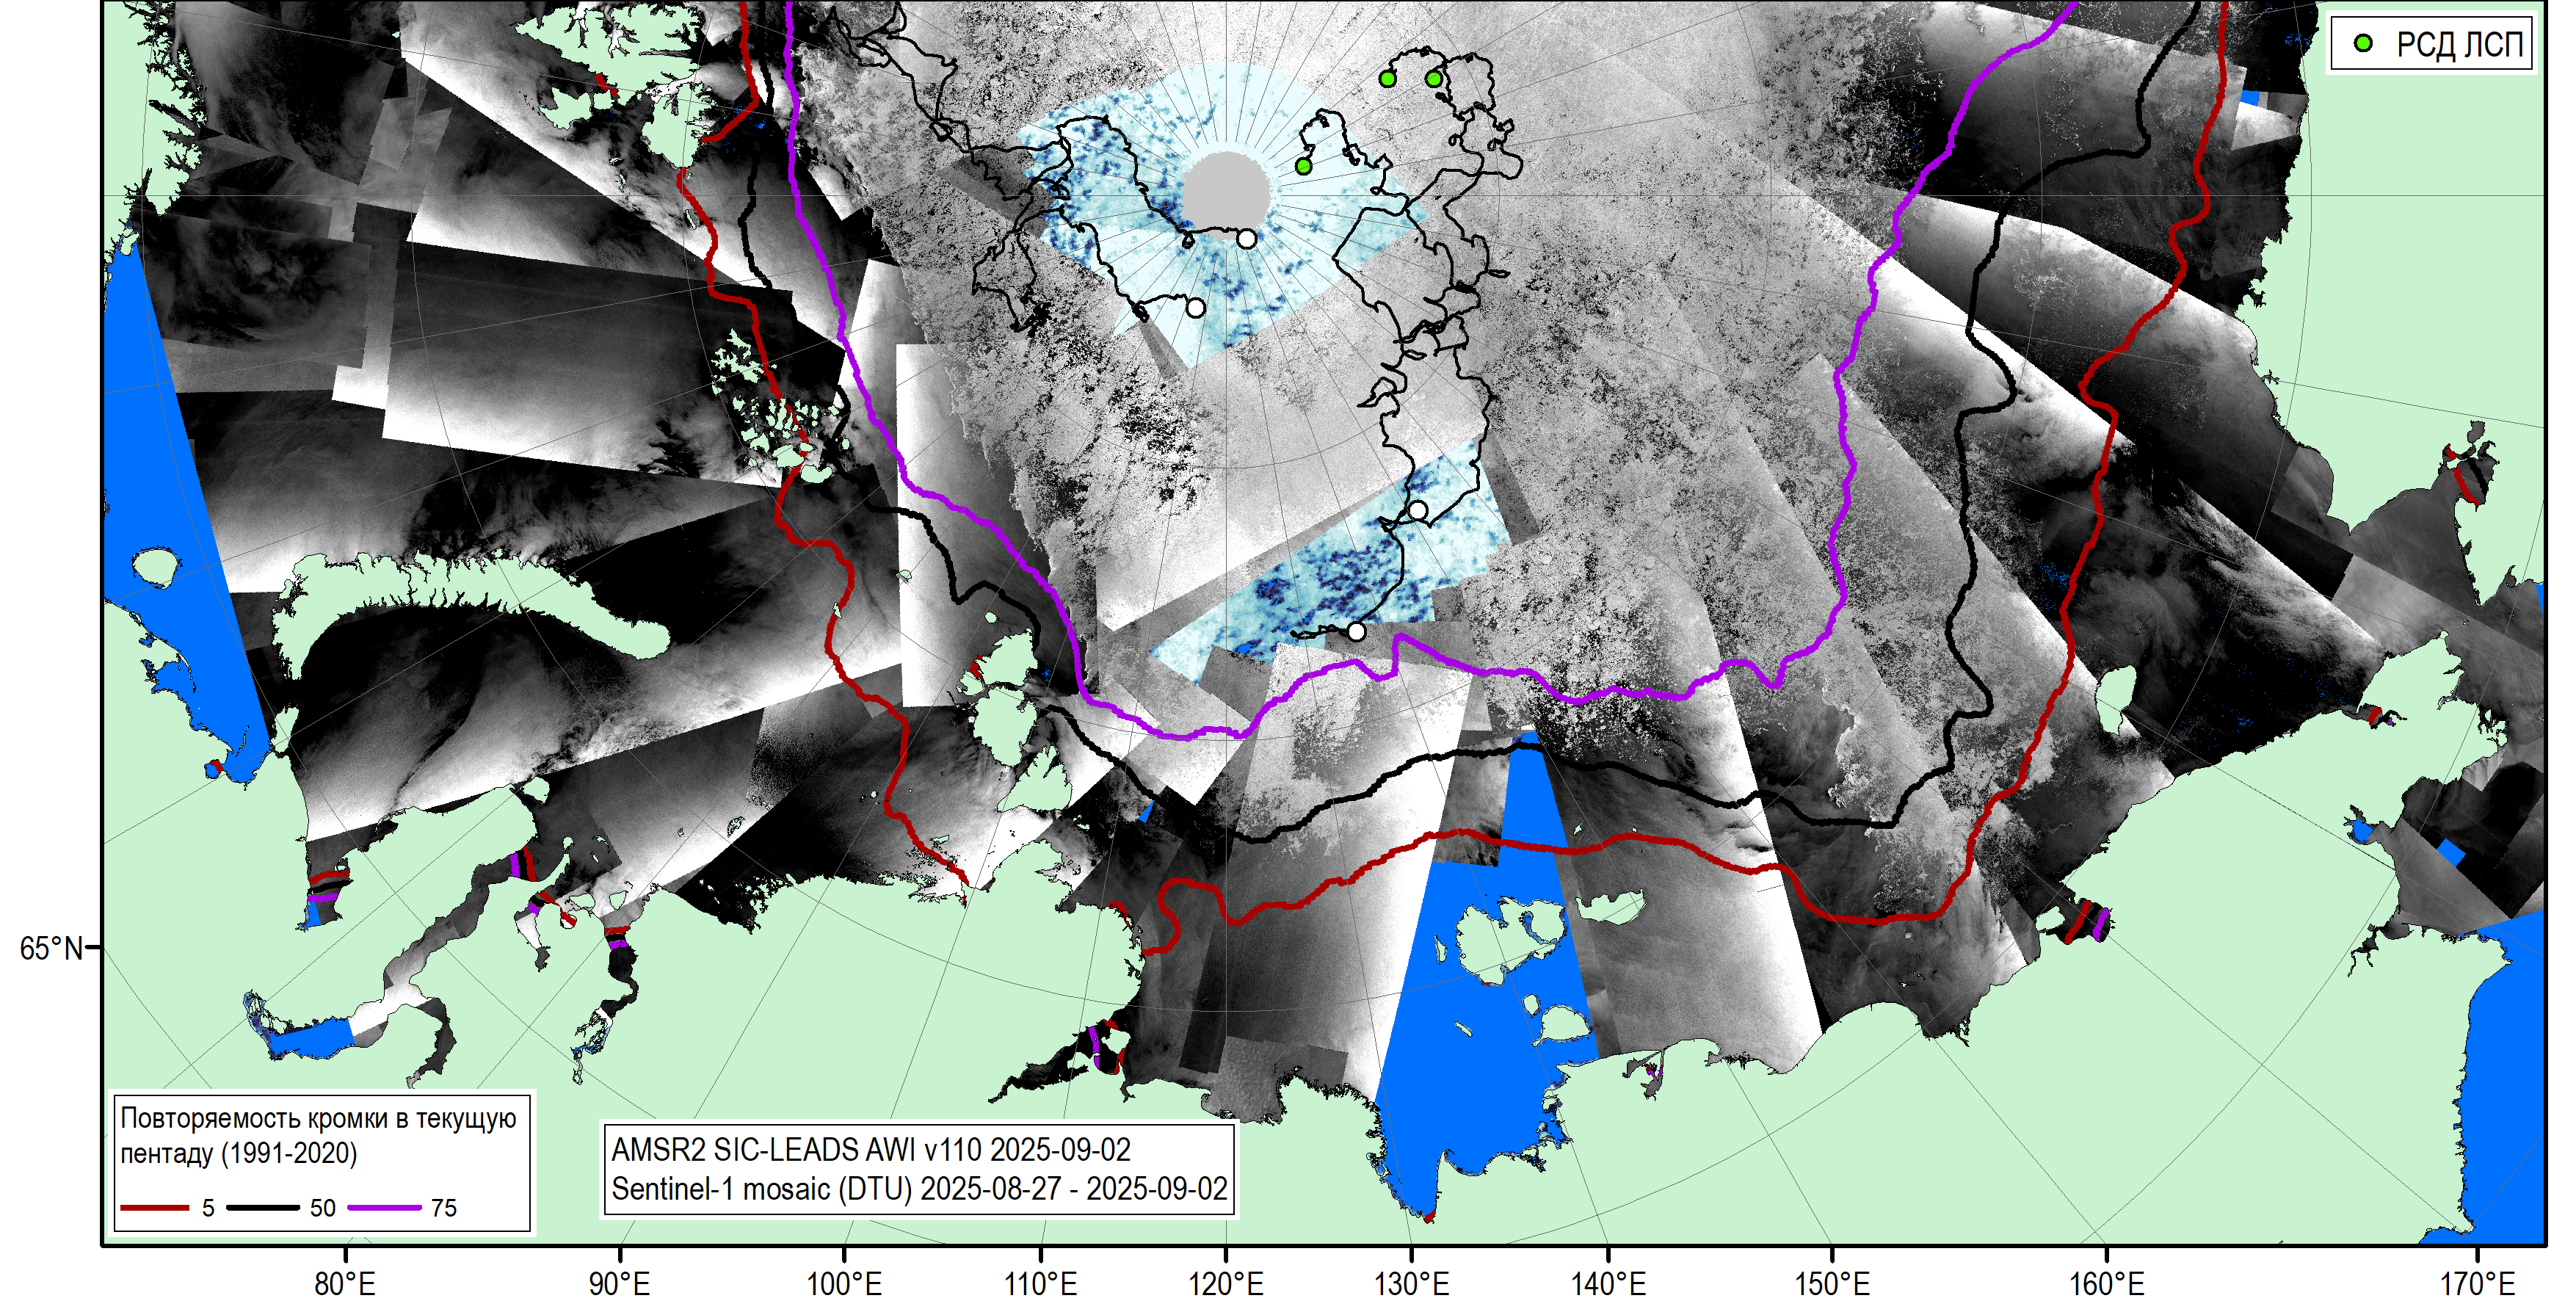 РСД ЛСП
65°N
Повторяемость кромки в текущую
пентаду (1991-2020)
5 50 75
AMSR2 SIC-LEADS AWI v110 2025-09-02
Sentinel-1 mosaic (DTU) 2025-08-27 - 2025-09-02
80°E 90°E 100°E 110°E 120°E 130°E 140°E 150°E 160°E 170°E